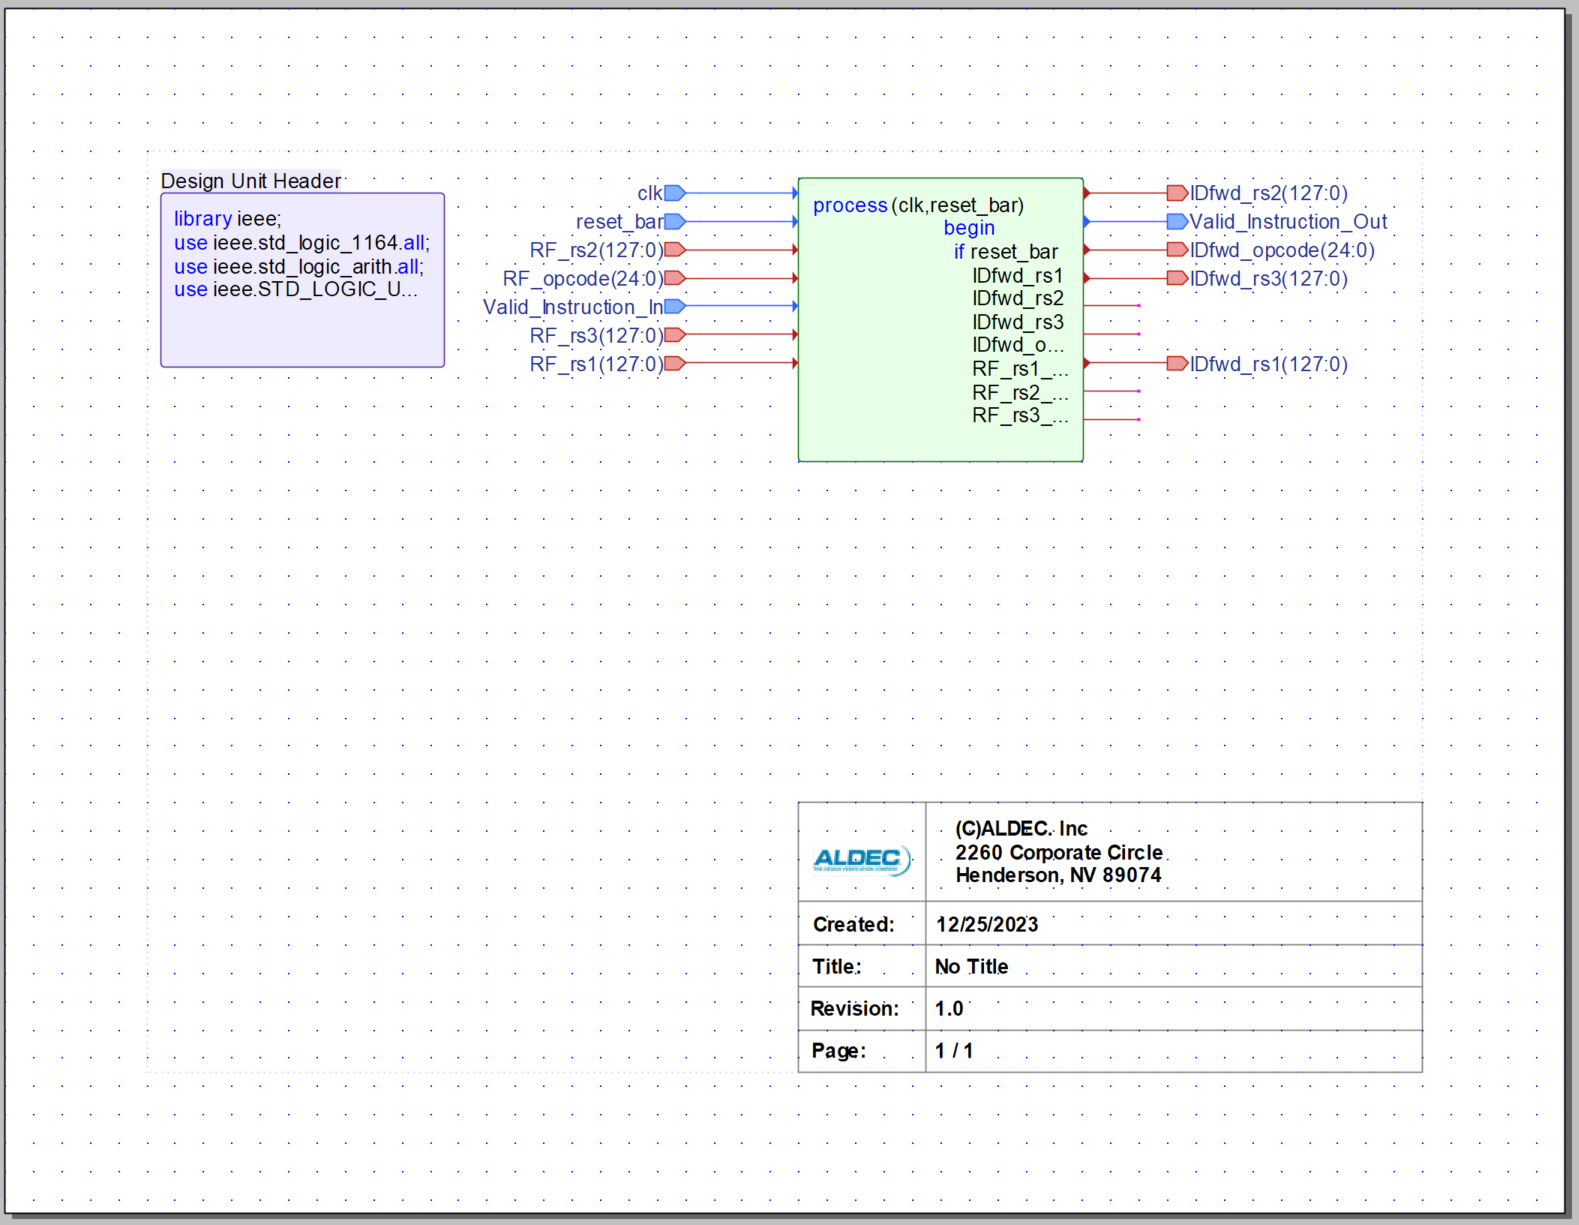 Design Unit Header
library ieee;
use ieee.std_logic_1164.all;
use ieee.std_logic_arith.all;
use ieee.STD_LOGIC_U...
clk
reset_bar
RF_rs2(127:0)
RF_opcode(24:0)
Valid_Instruction_In
RF_rs3(127:0)
RF_rs1(127:0)
process (clk,reset_bar)
begin
if reset_bar
IDfwd_rs1
IDfwd_rs2
IDfwd_rs3
IDfwd_o...
RF_rs1_...
RF_rs2_...
RF_rs3_...
IDfwd_rs2(127:0)
Valid_Instruction_Out
IDfwd_opcode(24:0)
IDfwd_rs3(127:0)
IDfwd_rs1(127:0)
ALDEC
THE DESIGN VERIFICATION COMPANY
(C)ALDEC. Inc
2260 Corporate Circle
Henderson, NV 89074
Created: 12/25/2023
Title: No Title
Revision: 1.0
Page: 1 / 1